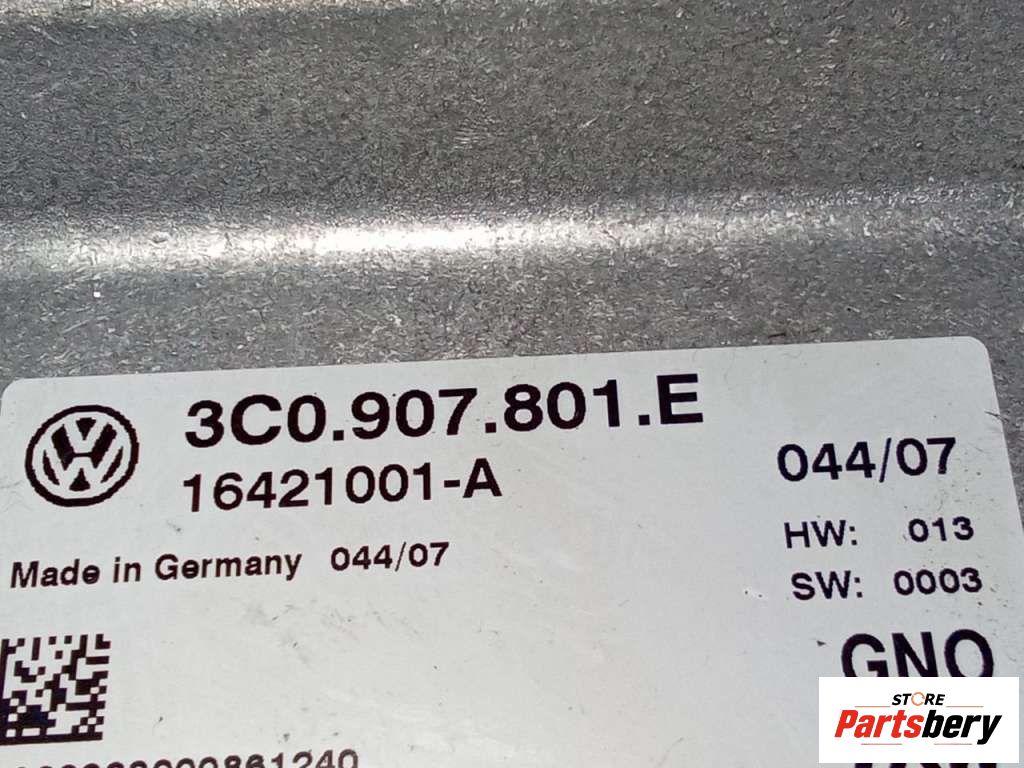 3C0.907.801.E
16421001-A
044/07
HW: 013
Made in Germany 044/07
SW: 0003
GNO
STORE
Partsbery